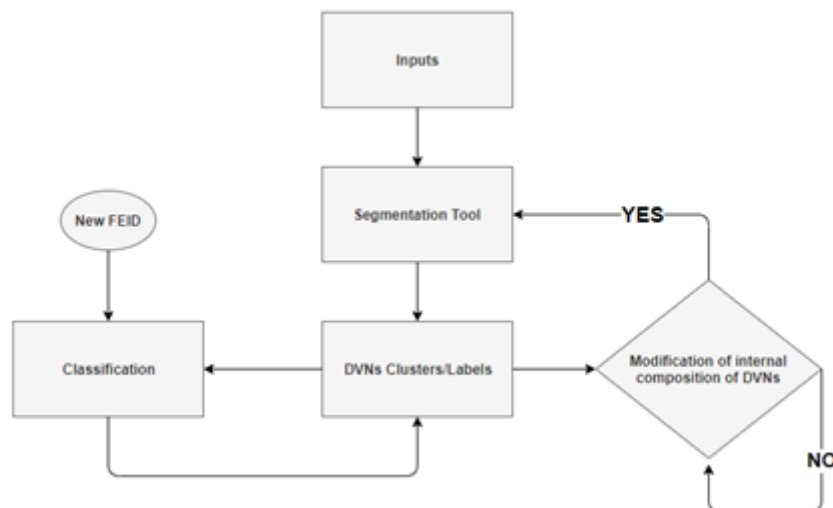 Inputs
New FEID
Segmentation Tool
YES
Classification
DVNs Clusters/Labels
Modification of internal
composition of DVNs
NO